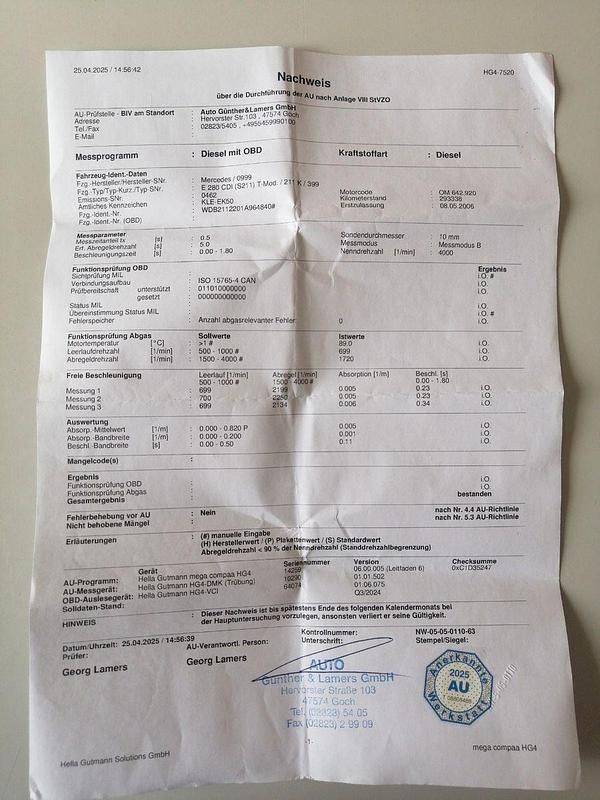 25.04.2025 / 14:56:42 HG4-7520
Nachweis
über die Durchführung der AU nach Anlage VIII StVZO
AU-Prüfstelle - BIV am Standort : Auto Günther&Lamers GmbH
Adresse : Hervorster Str.103 , 47574 Goch
Tel./Fax : 02823/5405 , +4955459990100
E-Mail :
Messprogramm : Diesel mit OBD Kraftstoffart : Diesel
Fahrzeug-Ident.-Daten
Fzg.-Hersteller/Hersteller-SNr. : Mercedes / 0999
Fzg.-Typ/Typ-Kurz./Typ-SNr. : E 280 CDI (S211) T-Mod. / 211 K / 399
Emissions-SNr. : 0462 Motorcode : OM 642.920
Amtliches Kennzeichen : KLE-EK50 Kilometerstand : 293338
Fzg.-Ident.-Nr. : WDB2112201A964840# Erstzulassung : 08.05.2006
Fzg.-Ident.-Nr. (OBD) :
Messparameter
Messzeitanteil tx [s] : 0.5 Sondendurchmesser : 10 mm
Erf. Abregelzeit [s] : 5.0 Messmodus : Messmodus B
Beschleunigungszeit [s] : 0.00 - 1.80 Nenndrehzahl [1/min] : 4000
Funktionsprüfung OBD Ergebnis
Sichtprüfung MIL : i.O. #
Verbindungsaufbau : ISO 15765-4 CAN i.O.
Prüfbereitschaft unterstützt : 011010000000 i.O.
gesetzt : 000000000000
Status MIL : i.O.
Übereinstimmung Status MIL : i.O. #
Fehlerspeicher : Anzahl abgasrelevanter Fehler: 0 i.O.
Funktionsprüfung Abgas Sollwerte Istwerte
Motortemperatur [°C] : >1 # 89.0 i.O.
Leerlaufdrehzahl [1/min] : 500 - 1000 # 699 i.O.
Abregeldrehzahl [1/min] : 1500 - 4000 # 1720 i.O.
Freie Beschleunigung Leerlauf [1/min] Abregel [1/min] Absorption [1/m] Beschl. [s]
500 - 1000 # 1500 - 4000 # 0.00 - 1.80
Messung 1 : 699 2199 0.005 0.23 i.O.
Messung 2 : 700 2250 0.005 0.23 i.O.
Messung 3 : 699 2134 0.006 0.34 i.O.
Auswertung
Absorp.-Mittelwert [1/m] : 0.000 - 0.820 P 0.005 i.O.
Absorp.-Bandbreite [1/m] : 0.000 - 0.200 0.001 i.O.
Beschl.-Bandbreite [s] : 0.00 - 0.50 0.11 i.O.
Mangelcode(s) :
Ergebnis
Funktionsprüfung OBD : i.O.
Funktionsprüfung Abgas : i.O.
Gesamtergebnis : bestanden
Fehlerbehebung vor AU : Nein nach Nr. 4.4 AU-Richtlinie
Nicht behobene Mängel : nach Nr. 5.3 AU-Richtlinie
Erläuterungen : (#) manuelle Eingabe
(H) Herstellerwert / (P) Plakettenwert / (S) Standardwert
Abregeldrehzahl < 90 % der Nenndrehzahl (Standdrehzahlbegrenzung)
Gerät Seriennummer Version Checksumme
AU-Programm: Hella Gutmann mega compaa HG4 06.00.005 (Leitfaden 6) 0xC1D35247
AU-Messgerät: Hella Gutmann HG4-DMK (Trübung) 01.01.502
OBD-Auslesegerät: Hella Gutmann HG4-VCI 01.06.075
Solldaten-Stand: Q3/2024
HINWEIS : Dieser Nachweis ist bis spätestens Ende des folgenden Kalendermonats bei
der Hauptuntersuchung vorzulegen, ansonsten verliert er seine Gültigkeit.
Datum/Uhrzeit: 25.04.2025 / 14:56:39 Kontrollnummer: NW-05-05-0110-63
Prüfer: AU-Verantwortl. Person: Unterschrift: Stempel/Siegel:
Georg Lamers Georg Lamers
AUTO
Günther & Lamers GmbH
Hervorster Straße 103
47574 Goch
Tel. (02823) 54 05
Fax (02823) 2 99 09
Anerkannte
2025
AU
Werkstatt
-1-
Hella Gutmann Solutions GmbH mega compaa HG4